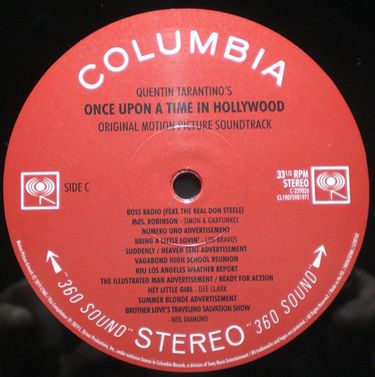 COLUMBIA
QUENTIN TARANTINO'S
ONCE UPON A TIME IN HOLLYWOOD
ORIGINAL MOTION PICTURE SOUNDTRACK
SIDE C
33 1/3 RPM
STEREO
BOSS RADIO (FEAT. THE REAL DON STEELE)
MRS. ROBINSON - SIMON & GARFUNKEL
NUMERO UNO ADVERTISEMENT
BRING A LITTLE LOVIN' - LOS BRAVOS
SUDDENLY / HEAVEN SENT ADVERTISEMENT
VAGABOND HIGH SCHOOL REUNION
KHJ LOS ANGELES WEATHER REPORT
THE ILLUSTRATED MAN ADVERTISEMENT / READY FOR ACTION
HEY LITTLE GIRL - DEE CLARK
SUMMER BLONDE ADVERTISEMENT
BROTHER LOVE'S TRAVELING SALVATION SHOW
- NEIL DIAMOND
"360 SOUND" STEREO "360 SOUND"